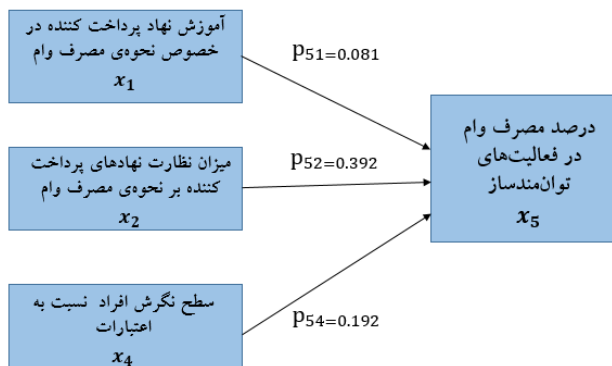 آموزش نهاد پرداخت کننده در
خصوص نحوه‌ی مصرف وام
x1
p51=0.081
میزان نظارت نهادهای پرداخت
کننده بر نحوه‌ی مصرف وام
x2
p52=0.392
سطح نگرش افراد نسبت به
اعتبارات
x4
p54=0.192
درصد مصرف وام
در فعالیت‌های
توان‌مندساز
x5